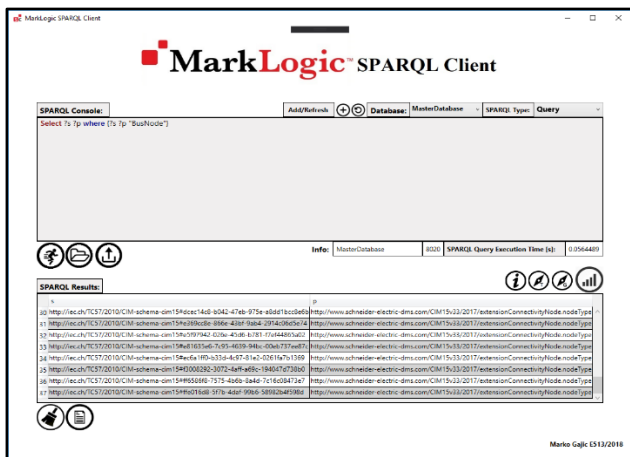 MarkLogic SPARQL Client
MarkLogic™ SPARQL Client
SPARQL Console: Add/Refresh Database: MasterDatabase SPARQL Type: Query
Select ?s ?p where {?s ?p "BusNode"}
Info: MasterDatabase 8020 SPARQL Query Execution Time [s]: 0.0564489
SPARQL Results:
s p
30 http://iec.ch/TC57/2010/CIM-schema-cim15#dcec14c8-b042-47eb-975e-a8dd1bcc8e6b http://www.schneider-electric-dms.com/CIM15v33/2017/extensionConnectivityNode.nodeType
31 http://iec.ch/TC57/2010/CIM-schema-cim15#e369cc8e-866e-43bf-9ab4-2914c06d5e74 http://www.schneider-electric-dms.com/CIM15v33/2017/extensionConnectivityNode.nodeType
32 http://iec.ch/TC57/2010/CIM-schema-cim15#e5f97942-026e-45d6-b781-f7ef44865a02 http://www.schneider-electric-dms.com/CIM15v33/2017/extensionConnectivityNode.nodeType
33 http://iec.ch/TC57/2010/CIM-schema-cim15#e81635e6-7c95-4639-94bc-00eb737ee87c http://www.schneider-electric-dms.com/CIM15v33/2017/extensionConnectivityNode.nodeType
34 http://iec.ch/TC57/2010/CIM-schema-cim15#ec6a1ff0-b33d-4c97-81e2-0261fa7b1369 http://www.schneider-electric-dms.com/CIM15v33/2017/extensionConnectivityNode.nodeType
35 http://iec.ch/TC57/2010/CIM-schema-cim15#f3008292-3072-4aff-a69c-194047d738b0 http://www.schneider-electric-dms.com/CIM15v33/2017/extensionConnectivityNode.nodeType
36 http://iec.ch/TC57/2010/CIM-schema-cim15#ff6586f8-7575-4b6b-8a4d-7c16c08473e7 http://www.schneider-electric-dms.com/CIM15v33/2017/extensionConnectivityNode.nodeType
37 http://iec.ch/TC57/2010/CIM-schema-cim15#ffe016d8-5f7b-4daf-99b6-58982b4f598d http://www.schneider-electric-dms.com/CIM15v33/2017/extensionConnectivityNode.nodeType
Marko Gajic E513/2018